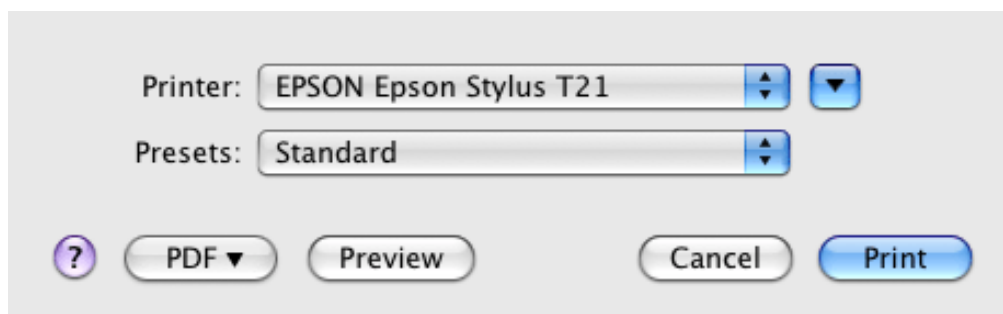 Printer: EPSON Epson Stylus T21
Presets: Standard
? PDF ▼ Preview Cancel Print